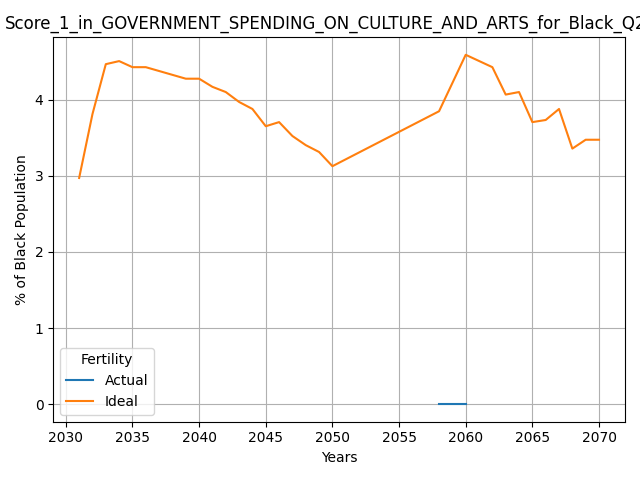 Score_1_in_GOVERNMENT_SPENDING_ON_CULTURE_AND_ARTS_for_Black_Q2
% of Black Population
4
3
2
1
0
Fertility
Actual
Ideal
2030 2035 2040 2045 2050 2055 2060 2065 2070
Years